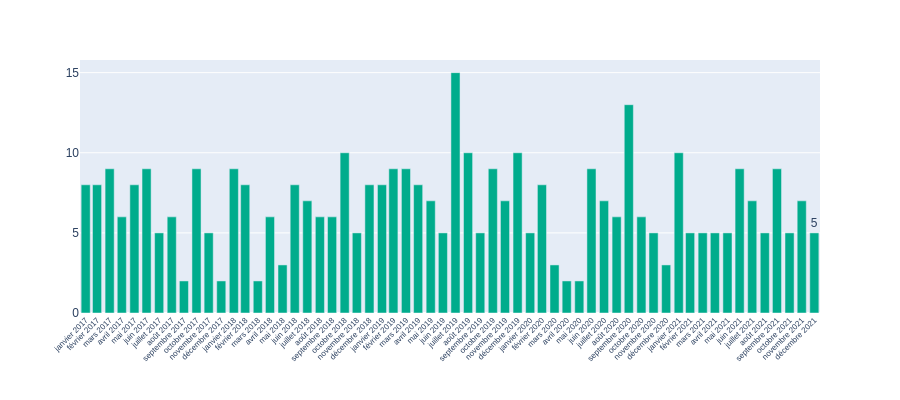 15
10
5
0
5
janvier 2017
février 2017
mars 2017
avril 2017
mai 2017
juin 2017
juillet 2017
août 2017
septembre 2017
octobre 2017
novembre 2017
décembre 2017
janvier 2018
février 2018
mars 2018
avril 2018
mai 2018
juin 2018
juillet 2018
août 2018
septembre 2018
octobre 2018
novembre 2018
décembre 2018
janvier 2019
février 2019
mars 2019
avril 2019
mai 2019
juin 2019
juillet 2019
août 2019
septembre 2019
octobre 2019
novembre 2019
décembre 2019
janvier 2020
février 2020
mars 2020
avril 2020
mai 2020
juin 2020
juillet 2020
août 2020
septembre 2020
octobre 2020
novembre 2020
décembre 2020
janvier 2021
février 2021
mars 2021
avril 2021
mai 2021
juin 2021
juillet 2021
août 2021
septembre 2021
octobre 2021
novembre 2021
décembre 2021